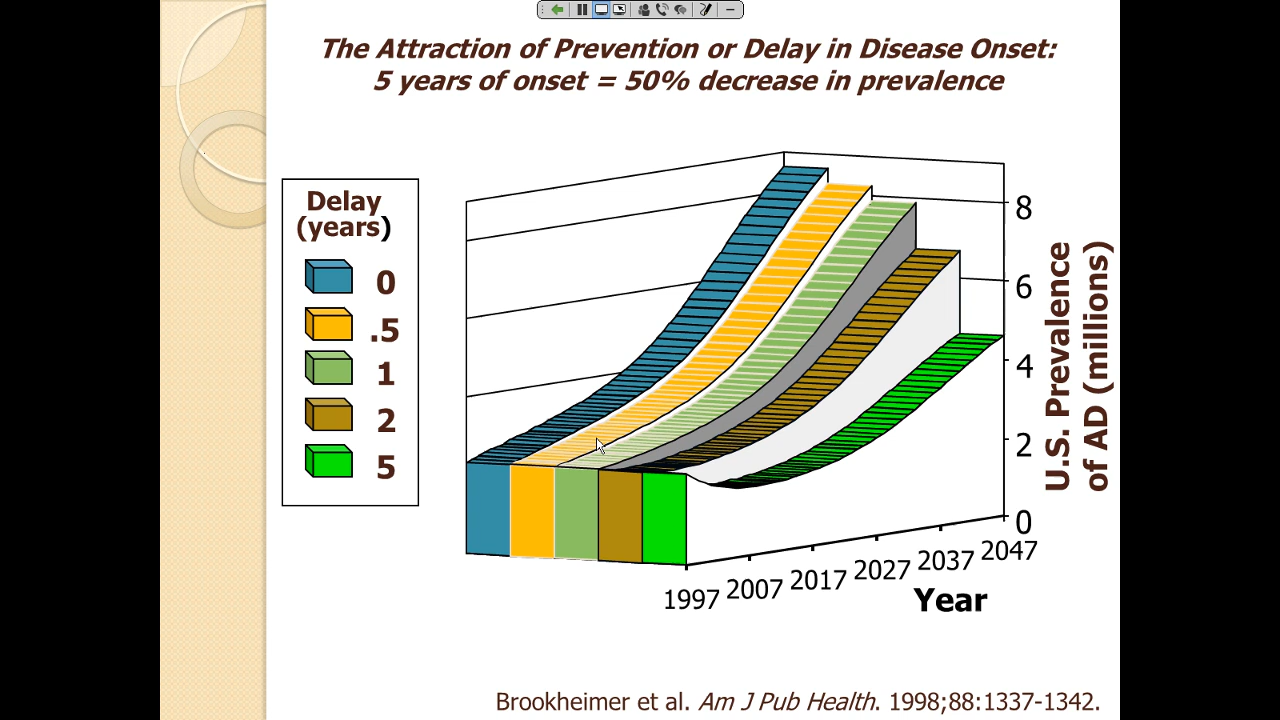 The Attraction of Prevention or Delay in Disease Onset:
5 years of onset = 50% decrease in prevalence
Delay
(years)
0
.5
1
2
5
8
6
4
2
0
U.S. Prevalence
of AD (millions)
1997 2007 2017 2027 2037 2047
Year
Brookheimer et al. Am J Pub Health. 1998;88:1337-1342.